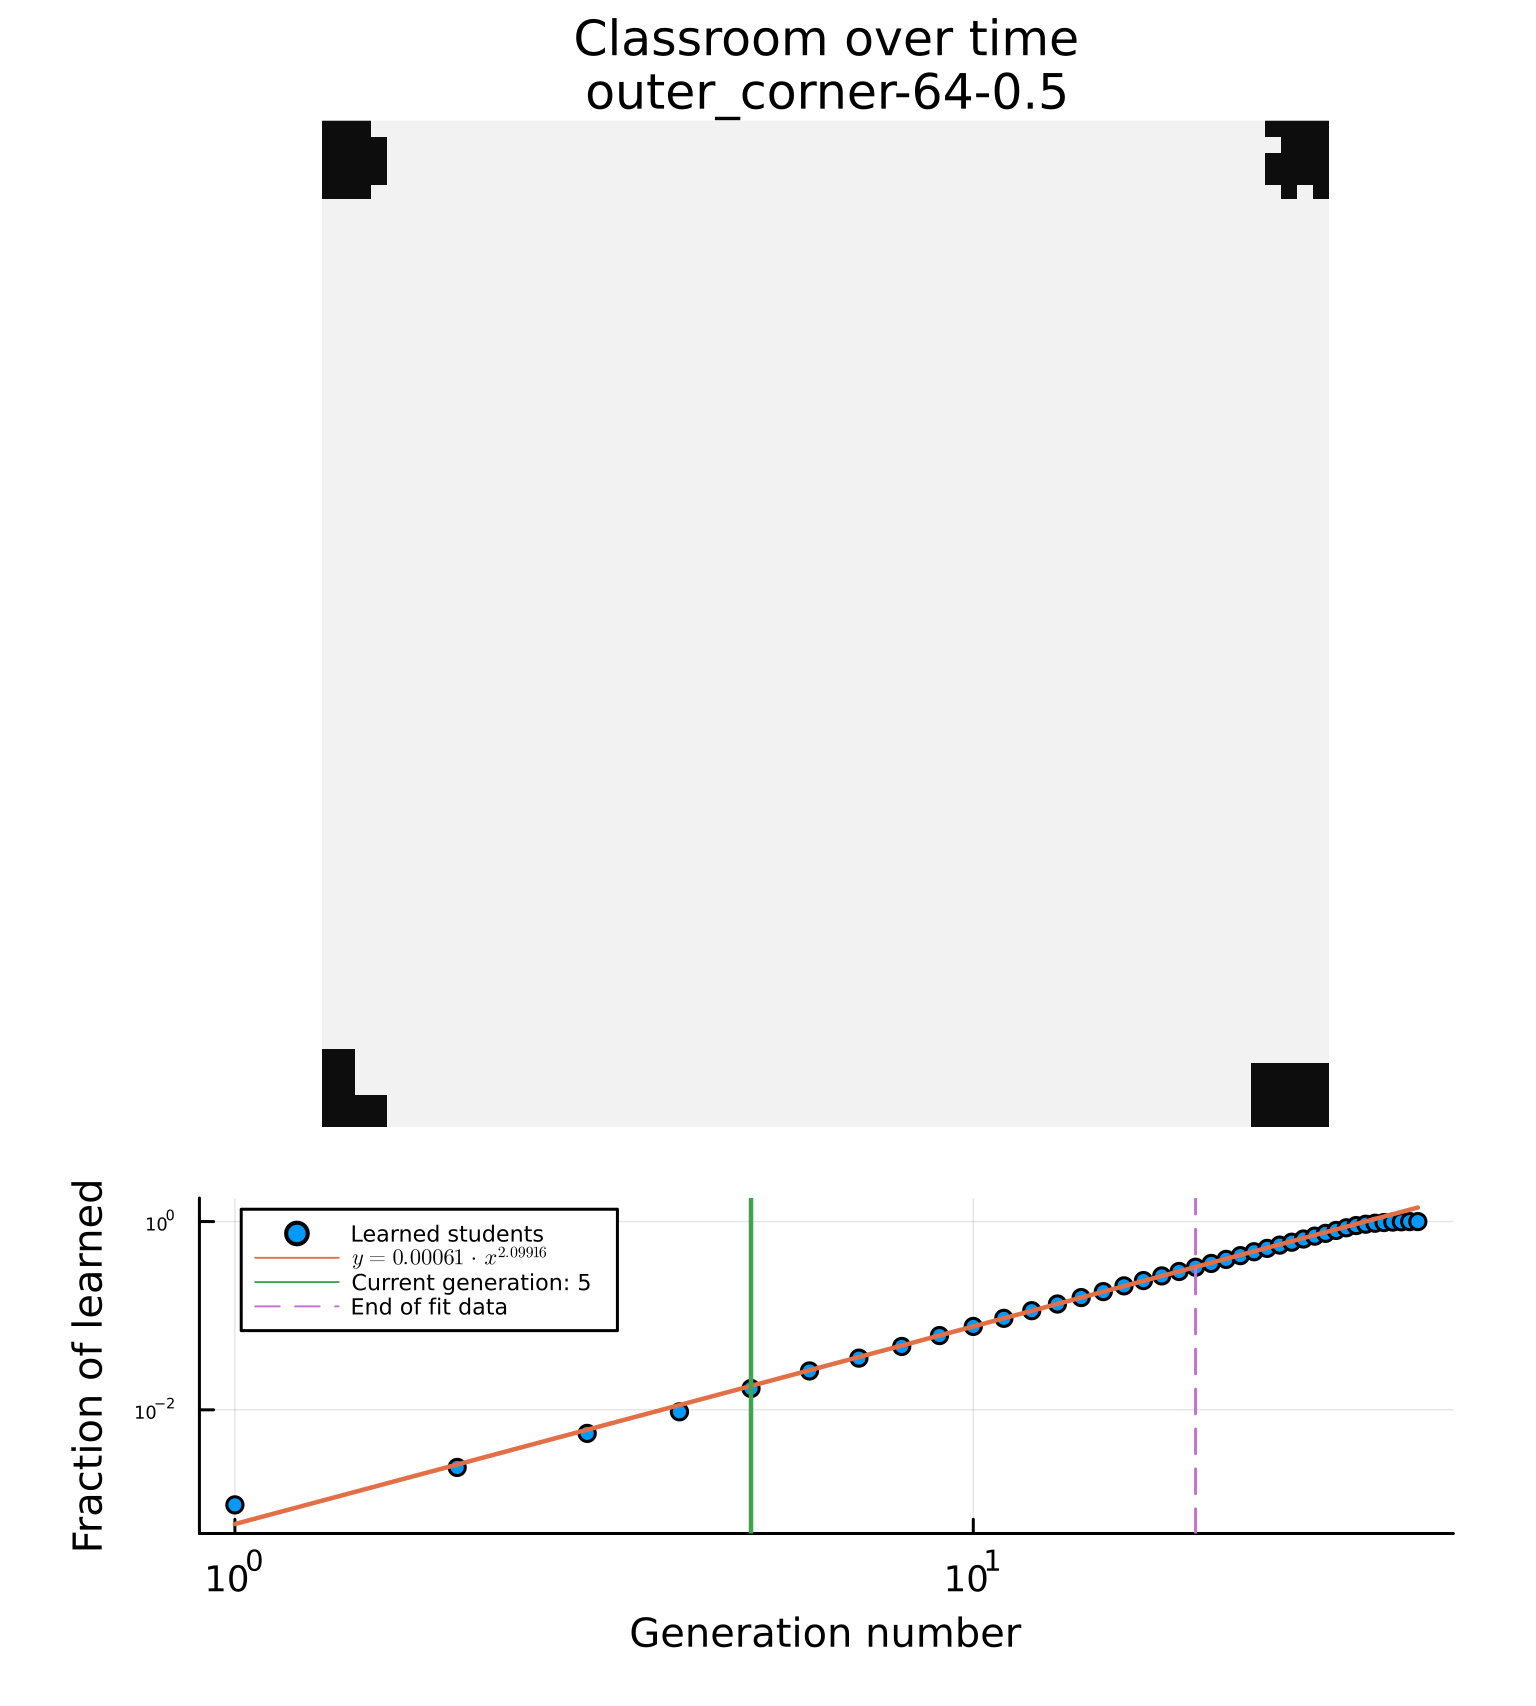 Classroom over time
outer_corner-64-0.5
Fraction of learned
10^0
10^-2
Learned students
y = 0.00061 · x^2.09916
Current generation: 5
End of fit data
10^0
10^1
Generation number